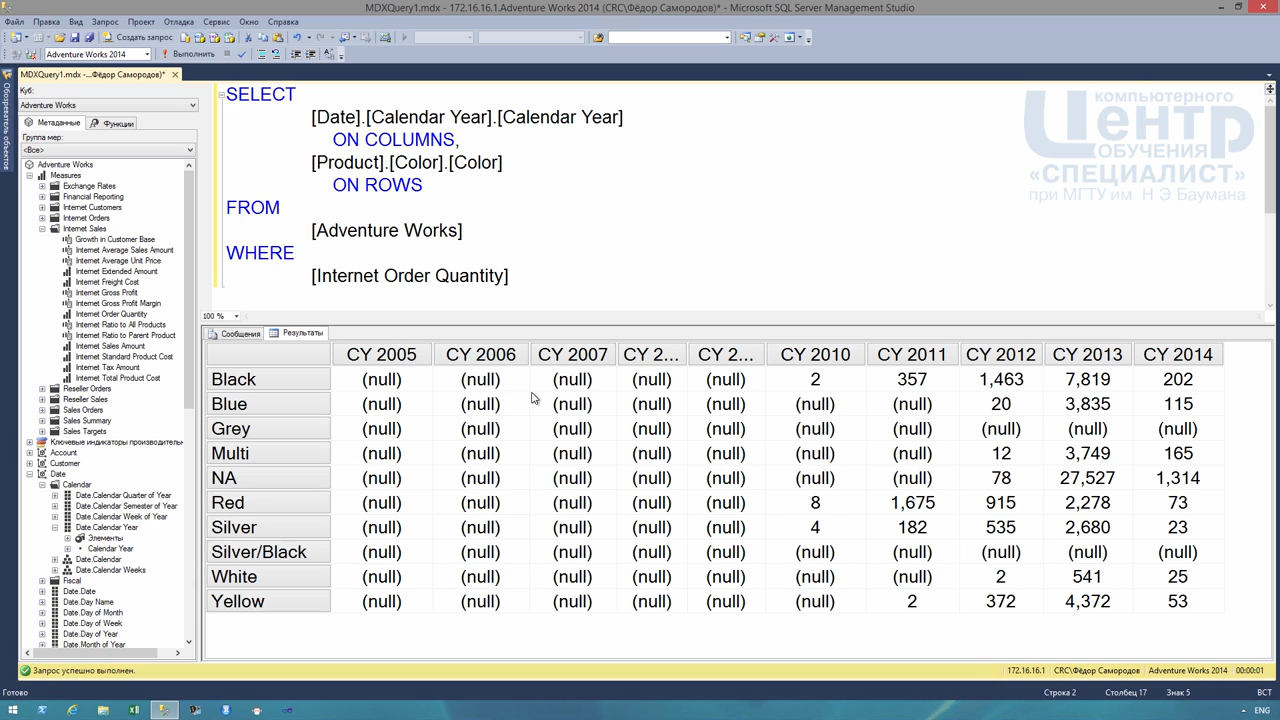 MDXQuery1.mdx - 172.16.16.1.Adventure Works 2014 (CRC\Фёдор Самородов)* - Microsoft SQL Server Management Studio
Файл Правка Вид Запрос Проект Отладка Сервис Окно Справка
Создать запрос
Adventure Works 2014 Выполнить
MDXQuery1.mdx -...Фёдор Самородов)*
Обозреватель объектов
Куб:
Adventure Works
Метаданные Функции
Группа мер:
<Все>
Adventure Works
Measures
Exchange Rates
Financial Reporting
Internet Customers
Internet Orders
Internet Sales
Growth in Customer Base
Internet Average Sales Amount
Internet Average Unit Price
Internet Extended Amount
Internet Freight Cost
Internet Gross Profit
Internet Gross Profit Margin
Internet Order Quantity
Internet Ratio to All Products
Internet Ratio to Parent Product
Internet Sales Amount
Internet Standard Product Cost
Internet Tax Amount
Internet Total Product Cost
Reseller Orders
Reseller Sales
Sales Orders
Sales Summary
Sales Targets
Ключевые индикаторы производительн
Account
Customer
Date
Calendar
Date.Calendar Quarter of Year
Date.Calendar Semester of Year
Date.Calendar Week of Year
Date.Calendar Year
Элементы
Calendar Year
Date.Calendar
Date.Calendar Weeks
Fiscal
Date.Date
Date.Day Name
Date.Day of Month
Date.Day of Week
Date.Day of Year
Date.Month of Year
SELECT
[Date].[Calendar Year].[Calendar Year]
ON COLUMNS,
[Product].[Color].[Color]
ON ROWS
FROM
[Adventure Works]
WHERE
[Internet Order Quantity]
компьютерного
Центр
ОБУЧЕНИЯ
«СПЕЦИАЛИСТ»
при МГТУ им Н Э Баумана
100 %
Сообщения Результаты
CY 2005 CY 2006 CY 2007 CY 2... CY 2... CY 2010 CY 2011 CY 2012 CY 2013 CY 2014
Black (null) (null) (null) (null) (null) 2 357 1,463 7,819 202
Blue (null) (null) (null) (null) (null) (null) (null) 20 3,835 115
Grey (null) (null) (null) (null) (null) (null) (null) (null) (null) (null)
Multi (null) (null) (null) (null) (null) (null) (null) 12 3,749 165
NA (null) (null) (null) (null) (null) (null) (null) 78 27,527 1,314
Red (null) (null) (null) (null) (null) 8 1,675 915 2,278 73
Silver (null) (null) (null) (null) (null) 4 182 535 2,680 23
Silver/Black (null) (null) (null) (null) (null) (null) (null) (null) (null) (null)
White (null) (null) (null) (null) (null) (null) (null) 2 541 25
Yellow (null) (null) (null) (null) (null) (null) 2 372 4,372 53
Запрос успешно выполнен. 172.16.16.1 CRC\Фёдор Самородов Adventure Works 2014 00:00:01
Готово Строка 2 Столбец 17 Знак 5 ВСТ
ENG